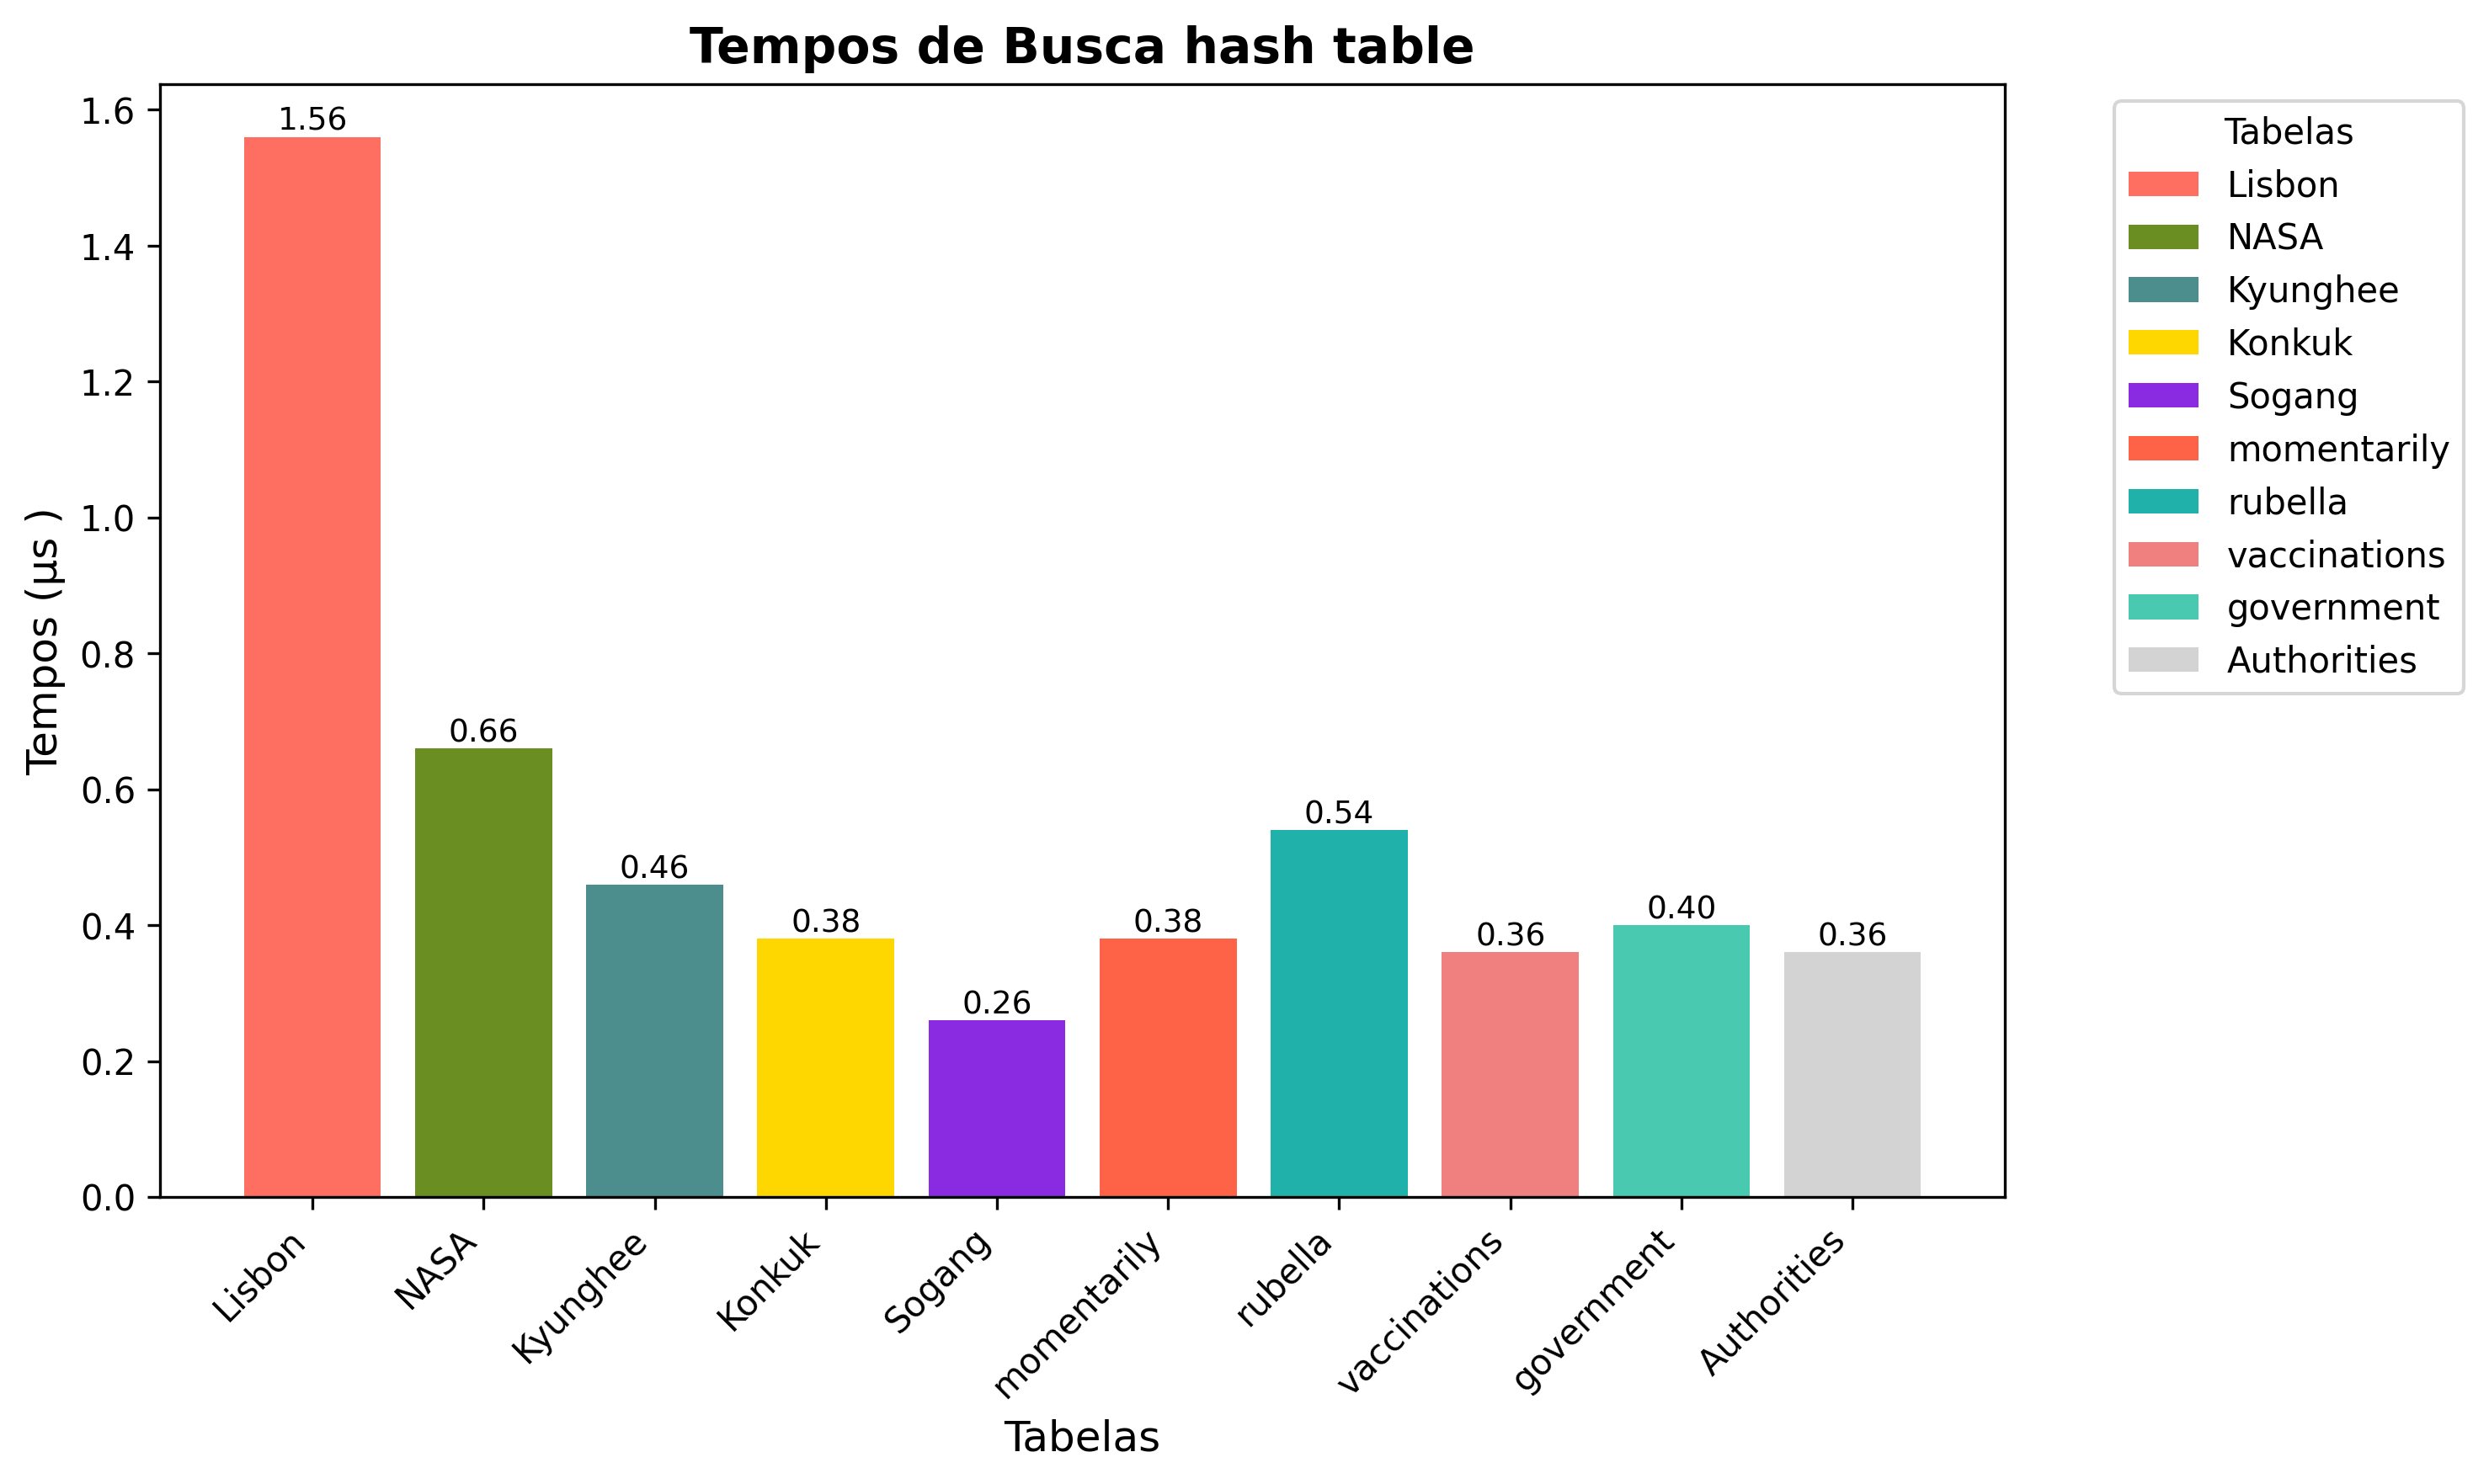 Tempos de Busca hash table
Tempos (µs )
1.6
1.4
1.2
1.0
0.8
0.6
0.4
0.2
0.0
1.56
0.66
0.46
0.38
0.26
0.38
0.54
0.36
0.40
0.36
Lisbon
NASA
Kyunghee
Konkuk
Sogang
momentarily
rubella
vaccinations
government
Authorities
Tabelas
Tabelas
Lisbon
NASA
Kyunghee
Konkuk
Sogang
momentarily
rubella
vaccinations
government
Authorities